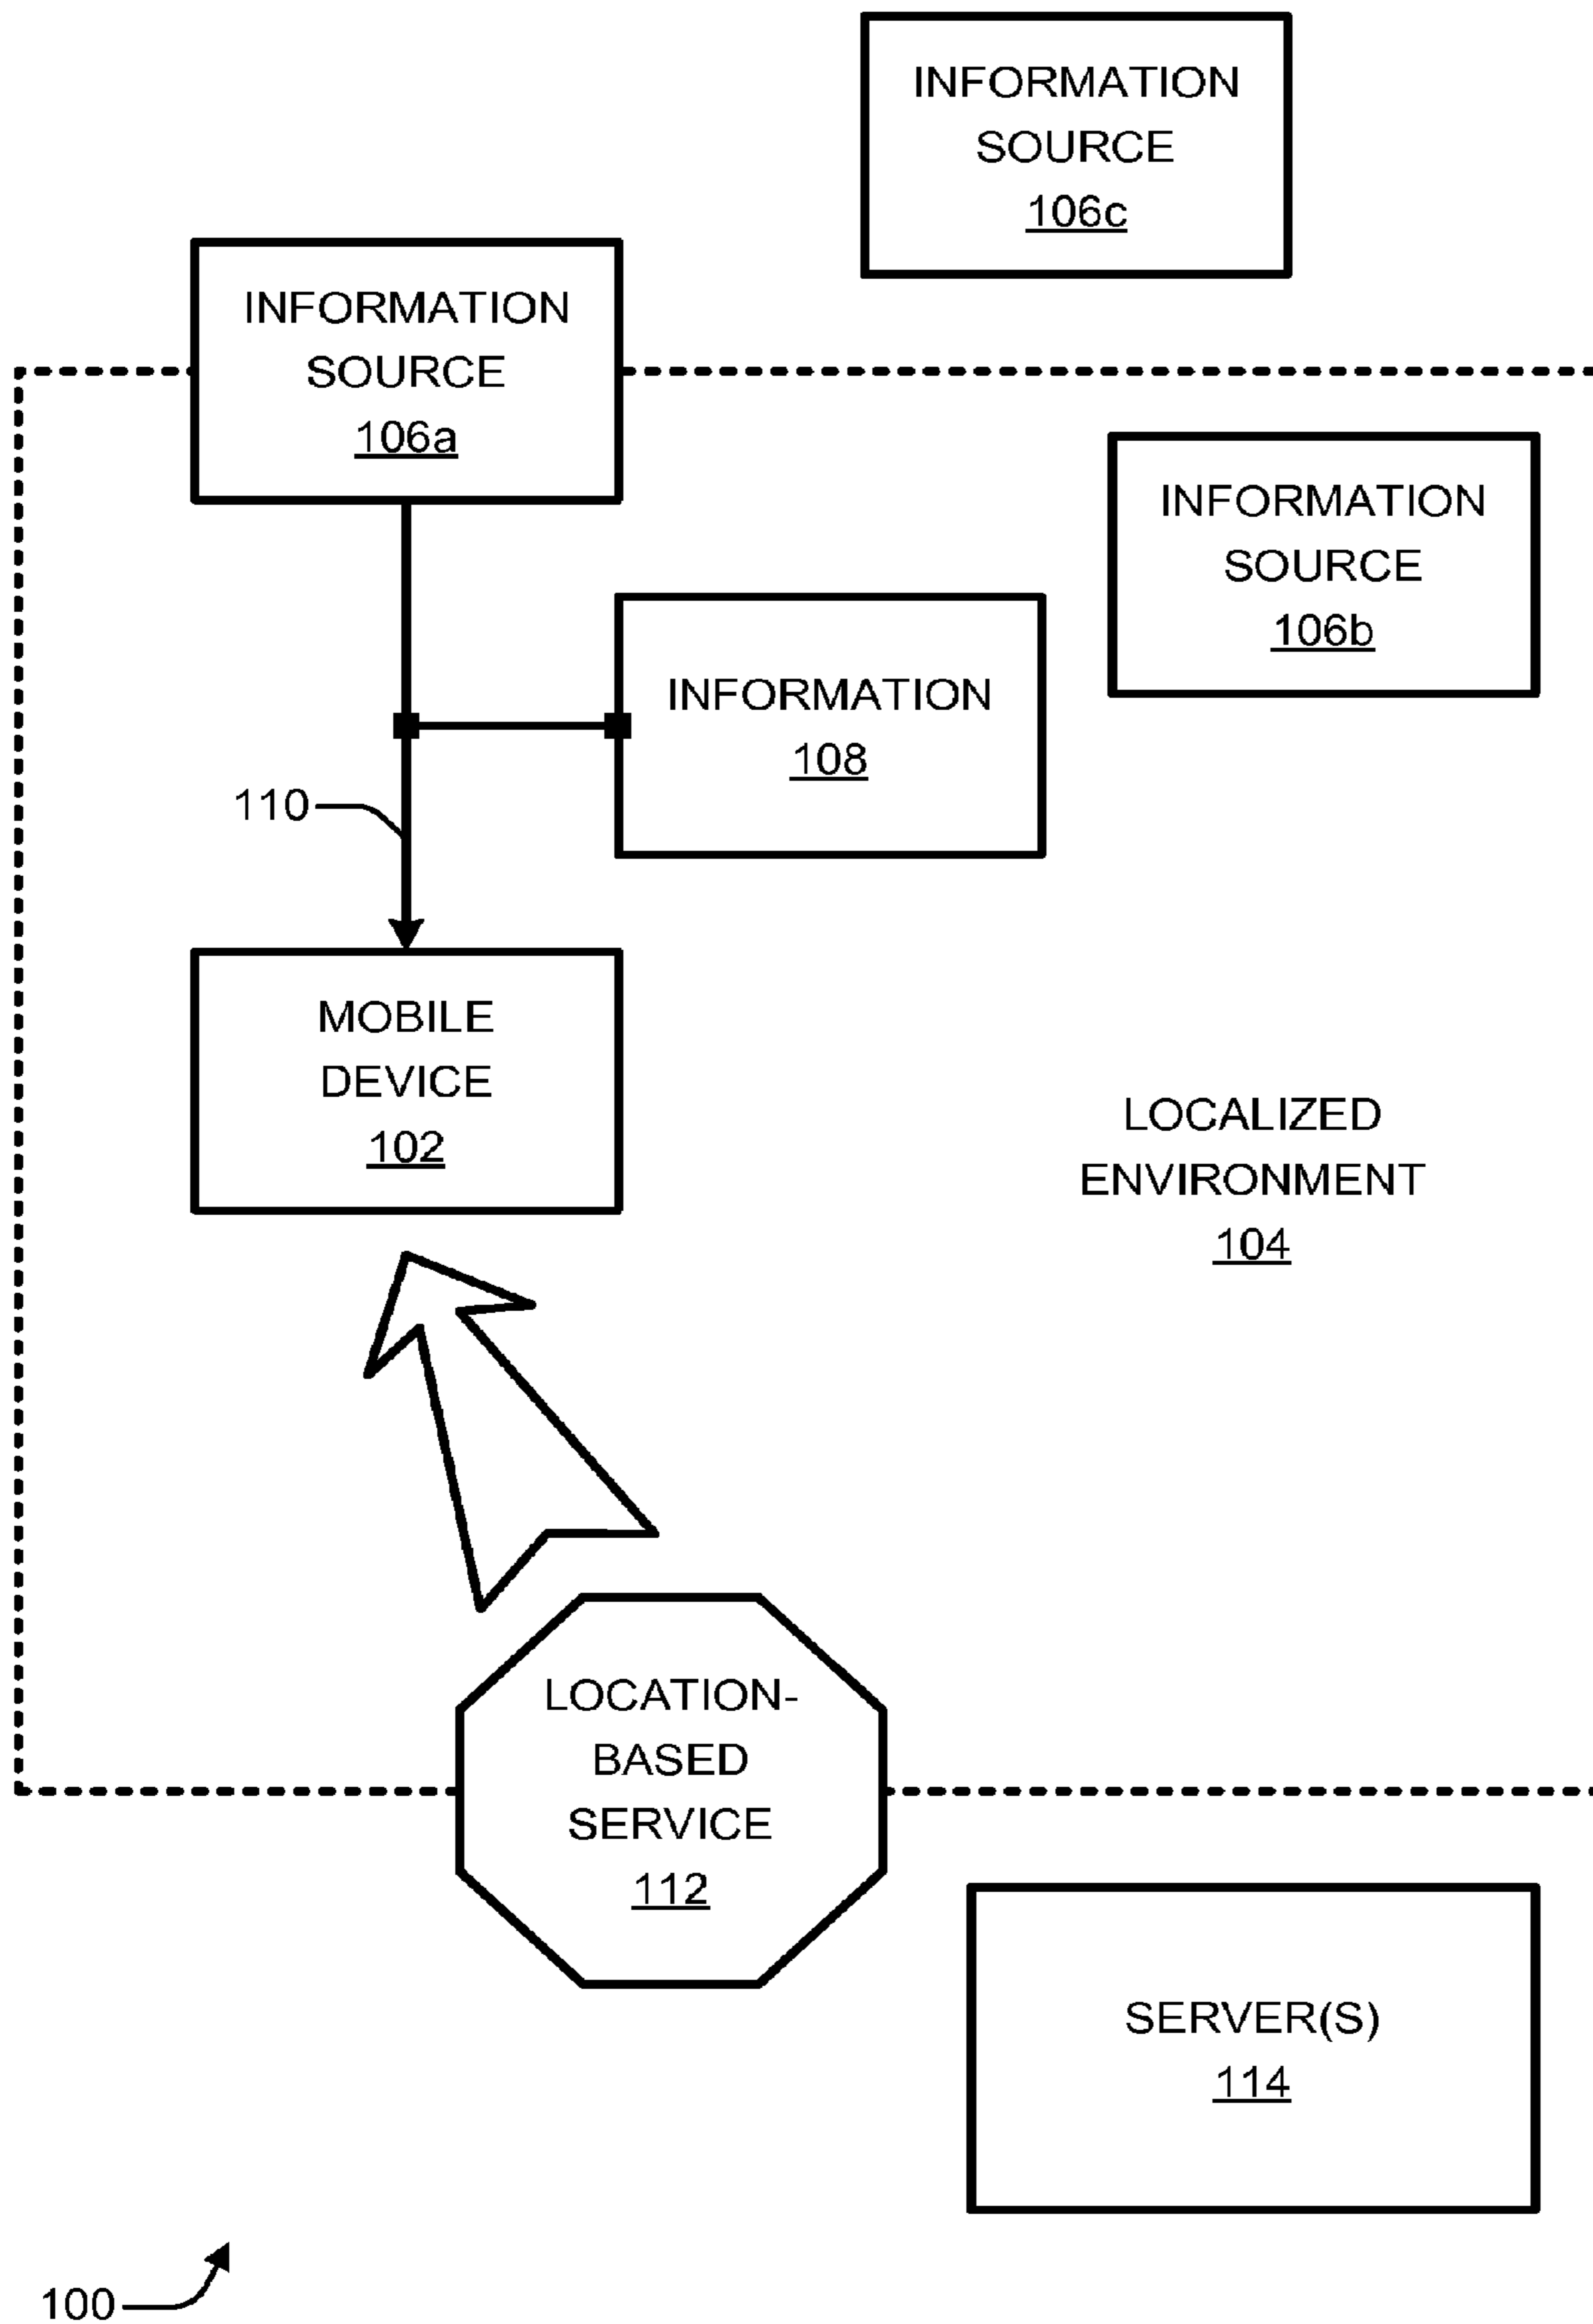 INFORMATION
SOURCE
106c
INFORMATION
SOURCE
106a
INFORMATION
SOURCE
106b
INFORMATION
108
110
MOBILE
DEVICE
102
LOCALIZED
ENVIRONMENT
104
LOCATION-
BASED
SERVICE
112
SERVER(S)
114
100